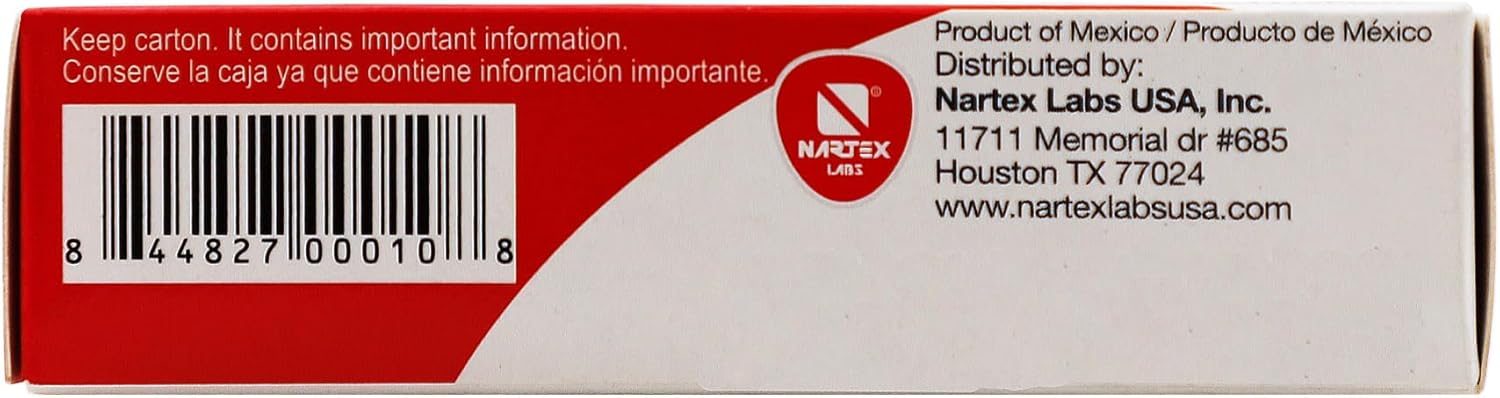 Keep carton. It contains important information.
Conserve la caja ya que contiene información importante.
8 44827 00010 8
®
NARTEX
LABS
Product of Mexico / Producto de México
Distributed by:
Nartex Labs USA, Inc.
11711 Memorial dr #685
Houston TX 77024
www.nartexlabsusa.com